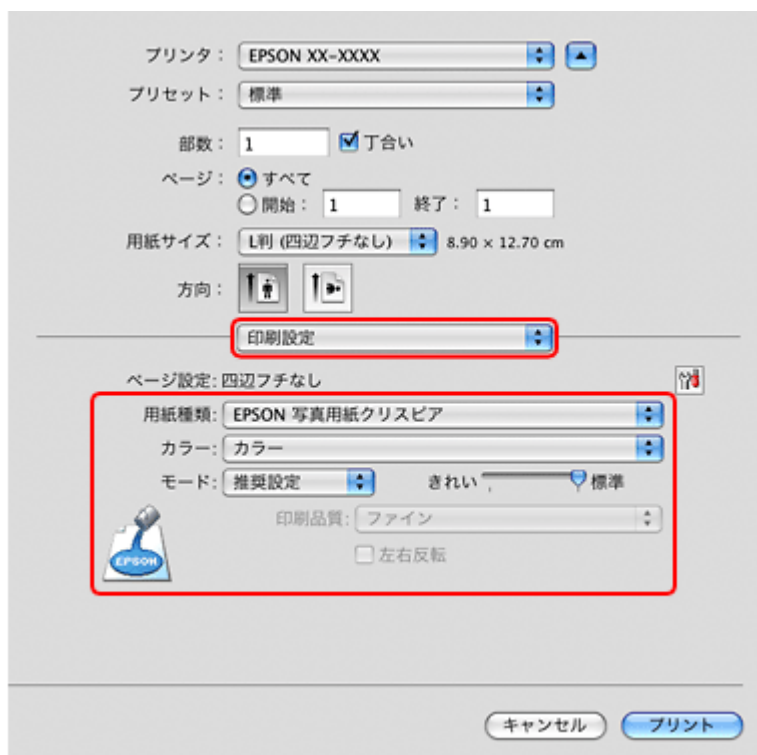 プリンタ： EPSON XX-XXXX
プリセット： 標準
部数： 1 丁合い
ページ： すべて
開始： 1 終了： 1
用紙サイズ： L判 (四辺フチなし) 8.90 × 12.70 cm
方向：
印刷設定
ページ設定: 四辺フチなし
用紙種類: EPSON 写真用紙クリスピア
カラー: カラー
モード: 推奨設定 きれい 標準
印刷品質: ファイン
EPSON 左右反転
キャンセル プリント